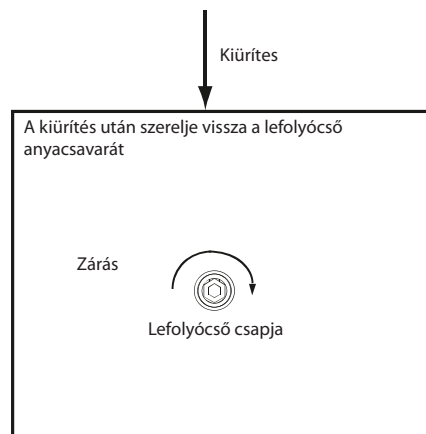 Kiürítes
A kiürítés után szerelje vissza a lefolyócső
anyacsavarát
Zárás
Lefolyócső csapja